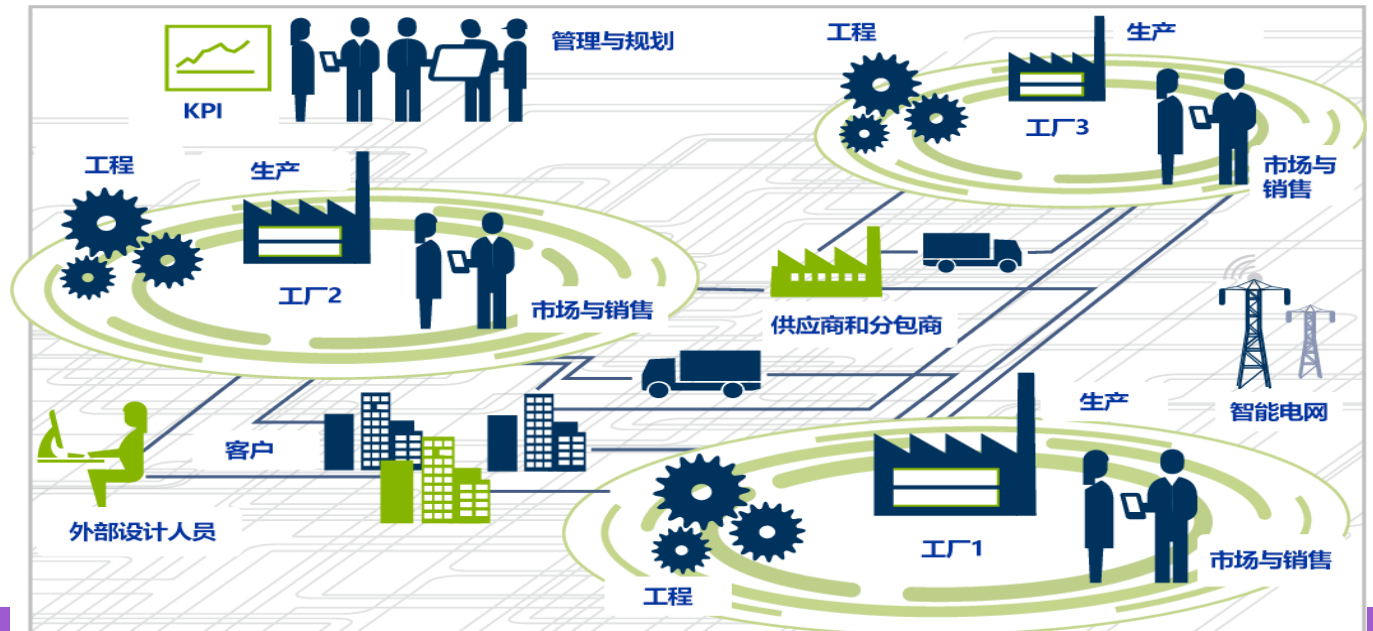 管理与规划
KPI
工程
生产
工厂3
市场与
销售
工程
生产
工厂2
市场与销售
供应商和分包商
智能电网
客户
外部设计人员
生产
工厂1
市场与销售
工程